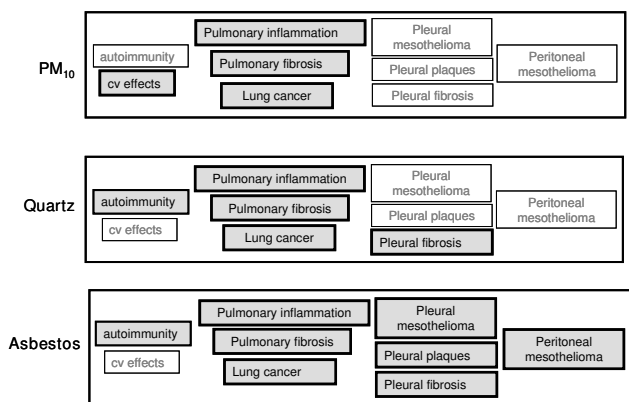 PM10
autoimmunity
cv effects
Pulmonary inflammation
Pulmonary fibrosis
Lung cancer
Pleural
mesothelioma
Pleural plaques
Pleural fibrosis
Peritoneal
mesothelioma
Quartz
autoimmunity
cv effects
Pulmonary inflammation
Pulmonary fibrosis
Lung cancer
Pleural
mesothelioma
Pleural plaques
Pleural fibrosis
Peritoneal
mesothelioma
Asbestos
autoimmunity
cv effects
Pulmonary inflammation
Pulmonary fibrosis
Lung cancer
Pleural
mesothelioma
Pleural plaques
Pleural fibrosis
Peritoneal
mesothelioma